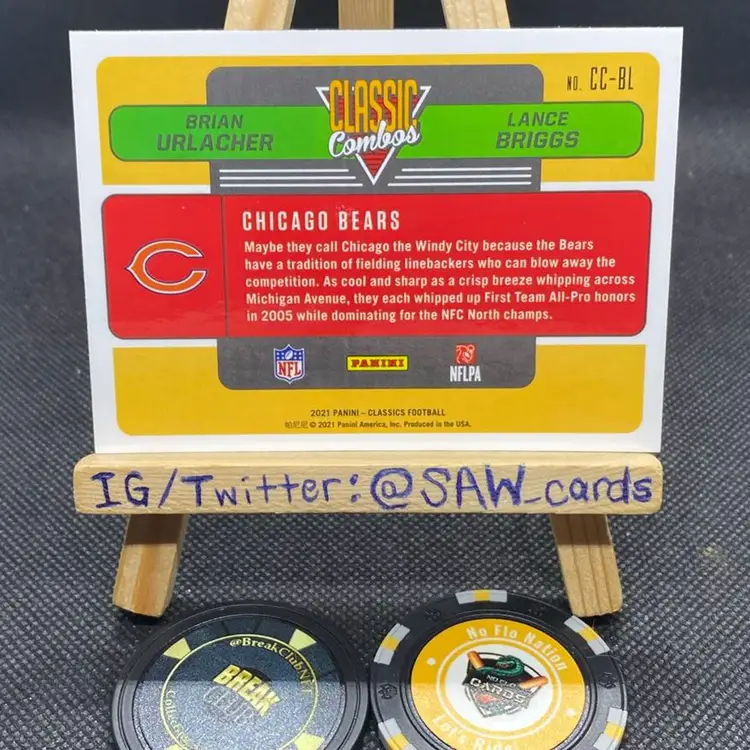 NO. CC-BL
CLASSIC
Combos
BRIAN
URLACHER
LANCE
BRIGGS
CHICAGO BEARS
Maybe they call Chicago the Windy City because the Bears
have a tradition of fielding linebackers who can blow away the
competition. As cool and sharp as a crisp breeze whipping across
Michigan Avenue, they each whipped up First Team All-Pro honors
in 2005 while dominating for the NFC North champs.
NFL
PANINI
NFLPA
2021 PANINI – CLASSICS FOOTBALL
帕尼尼 © 2021 Panini America, Inc. Produced in the USA.
IG/Twitter:@SAW_cards
BREAK
No Flo Nation
CARDS